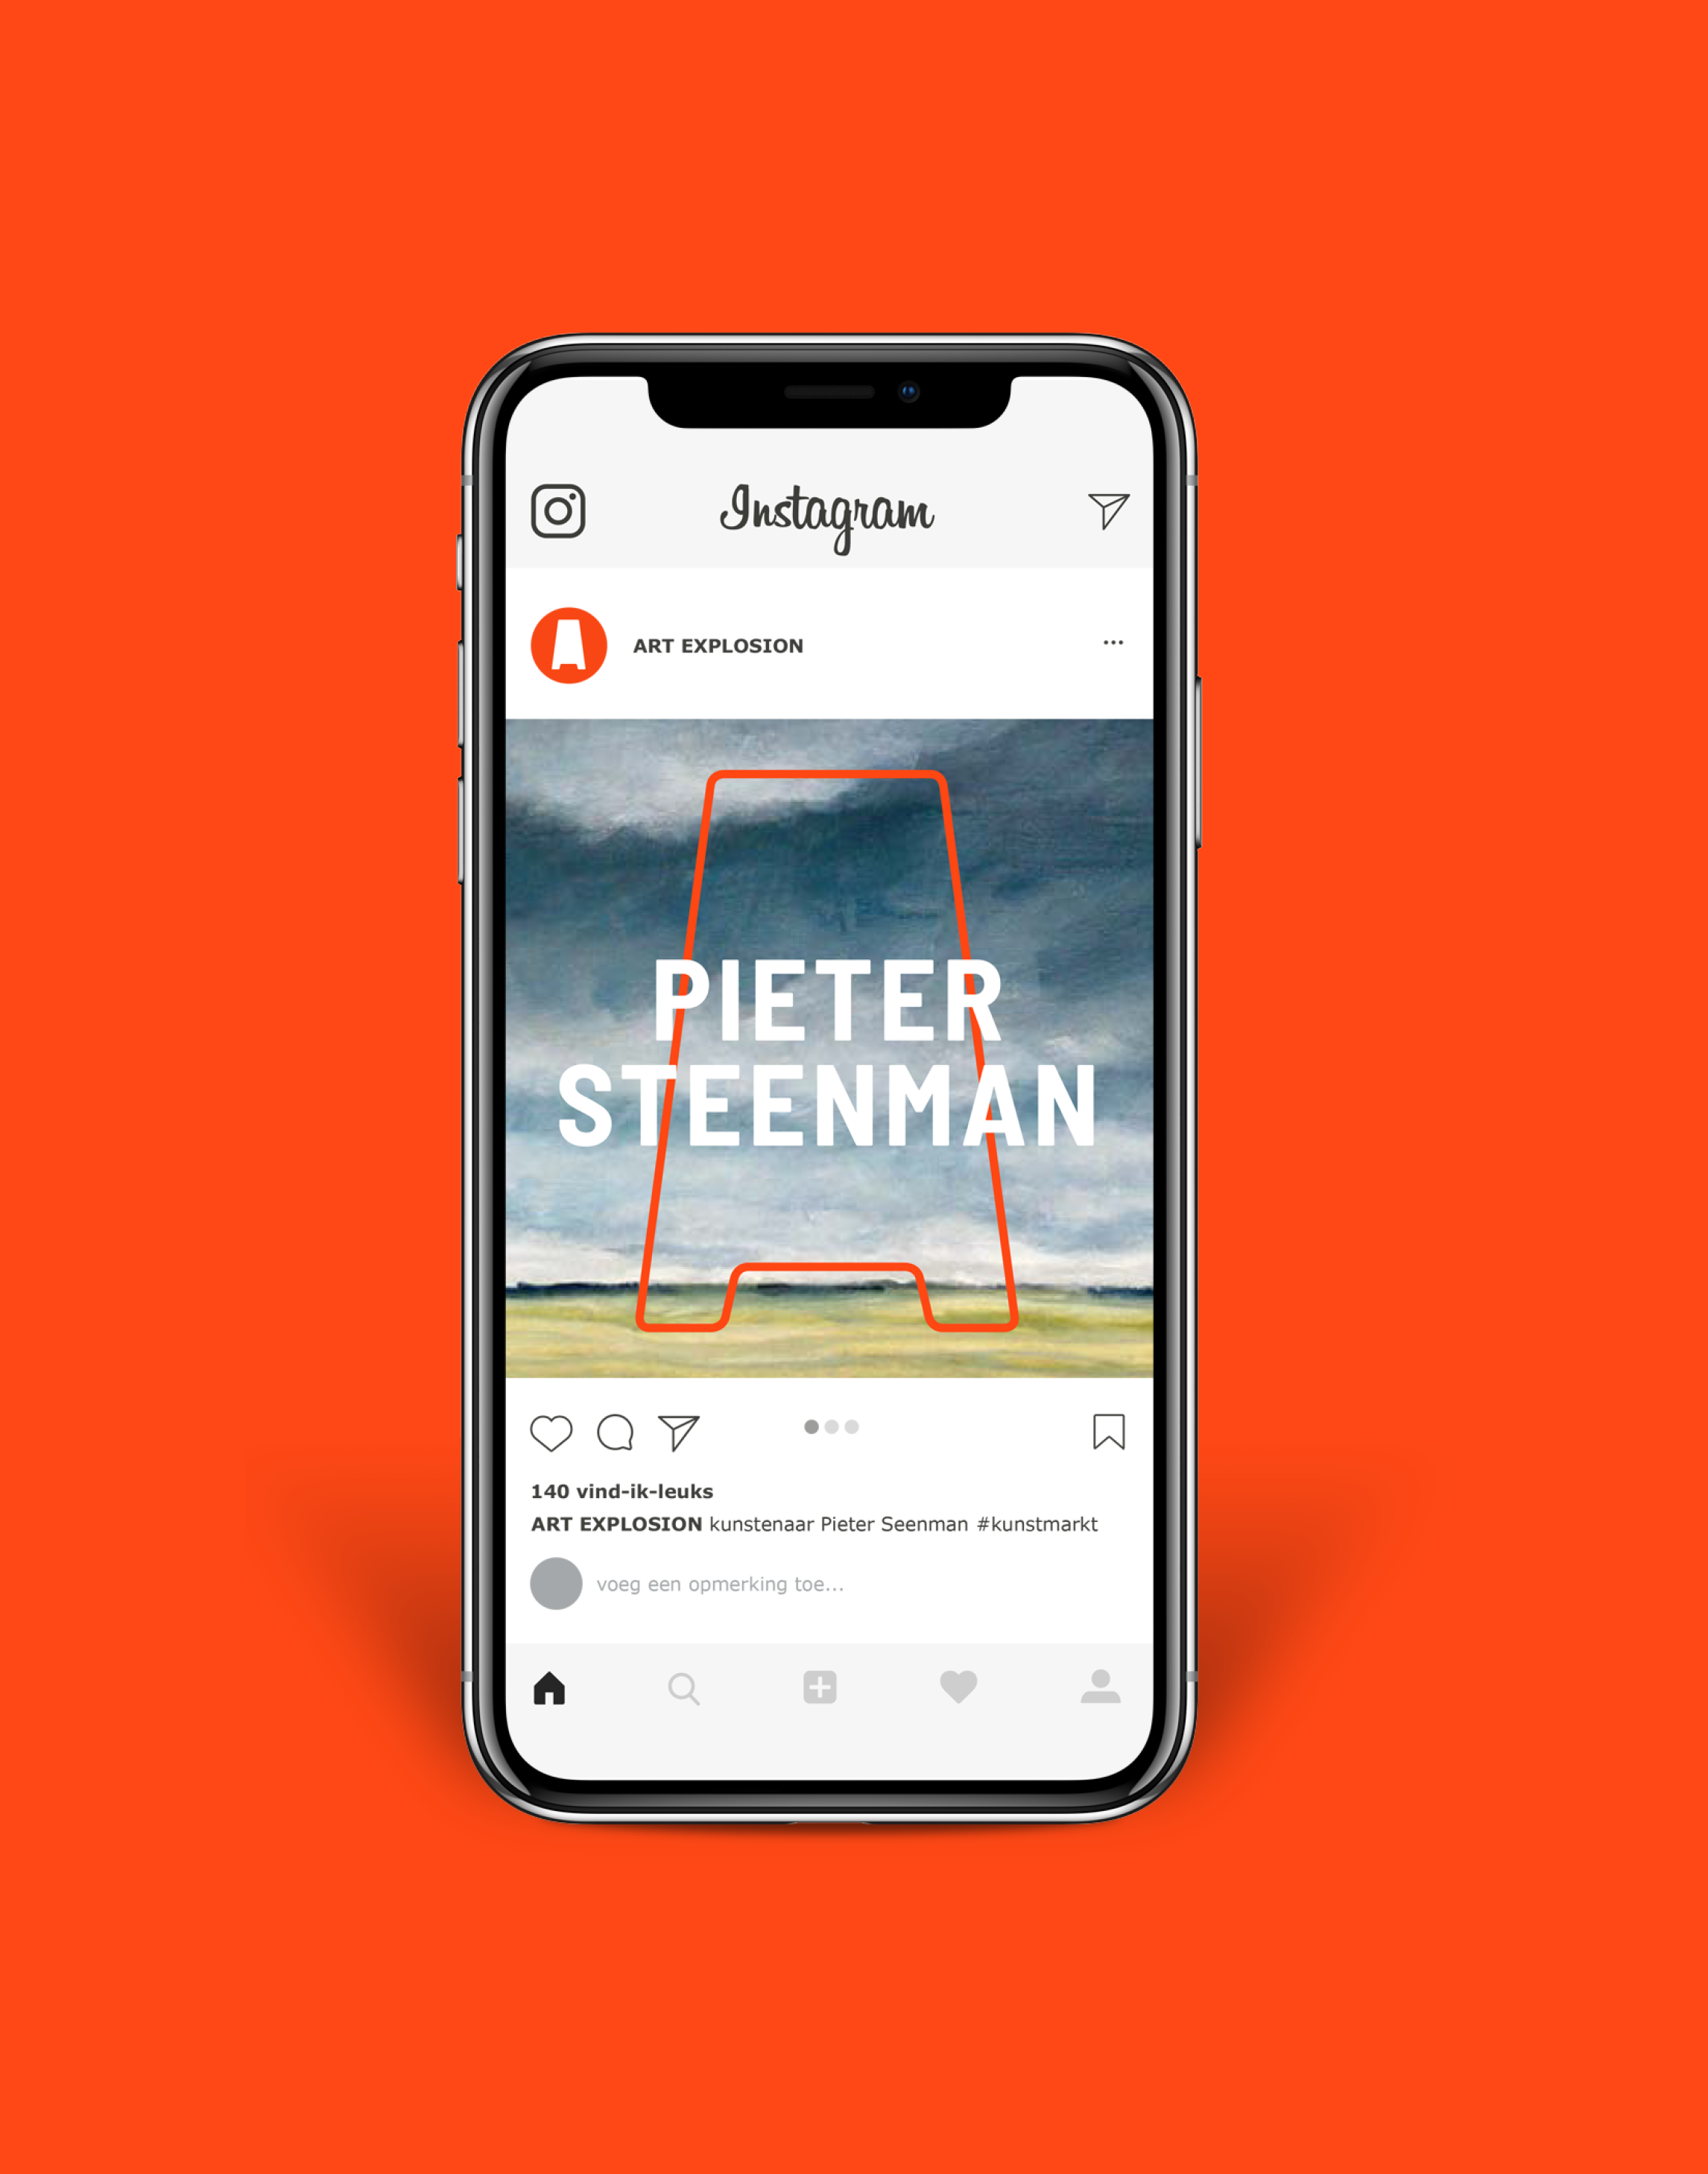 Instagram
ART EXPLOSION
PIETER
STEENMAN
140 vind-ik-leuks
ART EXPLOSION kunstenaar Pieter Seenman #kunstmarkt
voeg een opmerking toe...